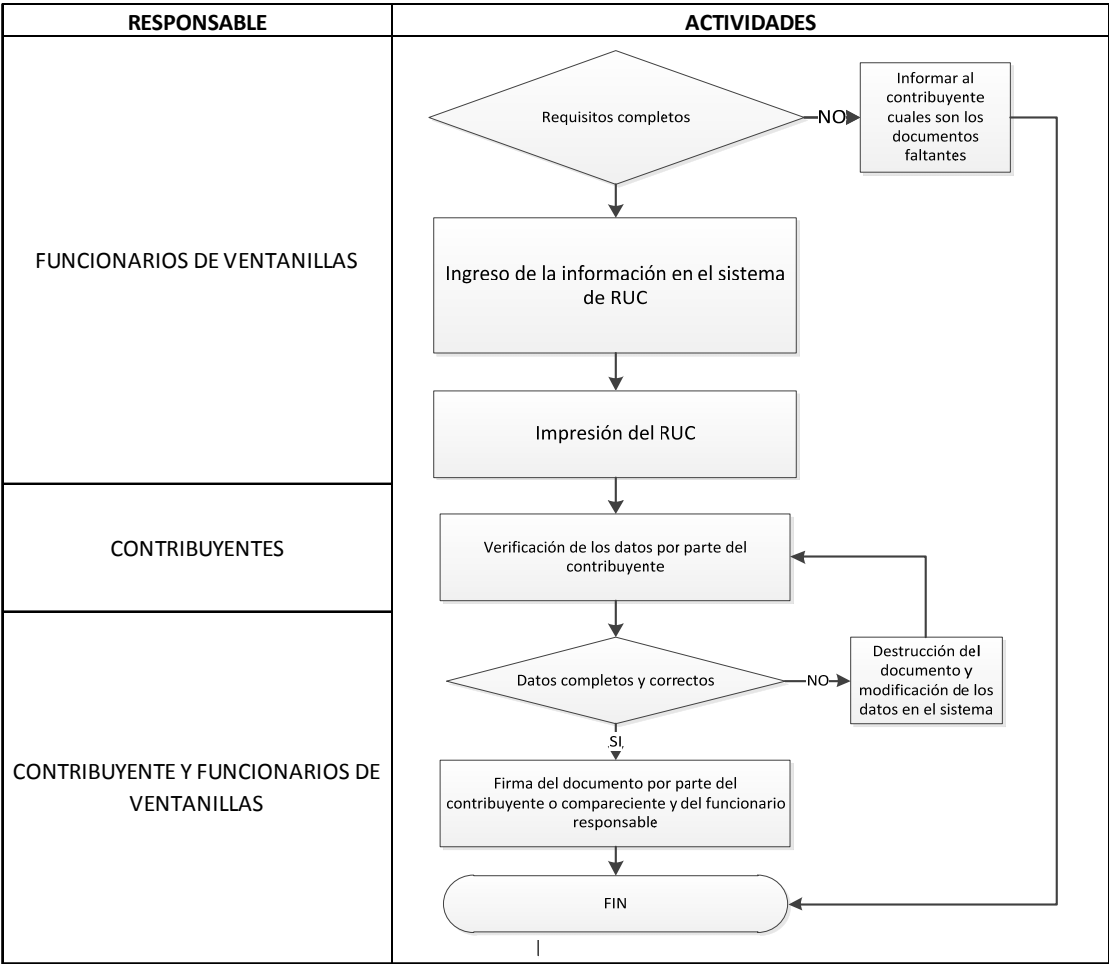 RESPONSABLE
ACTIVIDADES
FUNCIONARIOS DE VENTANILLAS
Requisitos completos
NO
Informar al
contribuyente
cuales son los
documentos
faltantes
Ingreso de la información en el sistema
de RUC
Impresión del RUC
CONTRIBUYENTES
Verificación de los datos por parte del
contribuyente
CONTRIBUYENTE Y FUNCIONARIOS DE
VENTANILLAS
Datos completos y correctos
NO
Destrucción del
documento y
modificación de los
datos en el sistema
SI
Firma del documento por parte del
contribuyente o compareciente y del funcionario
responsable
FIN